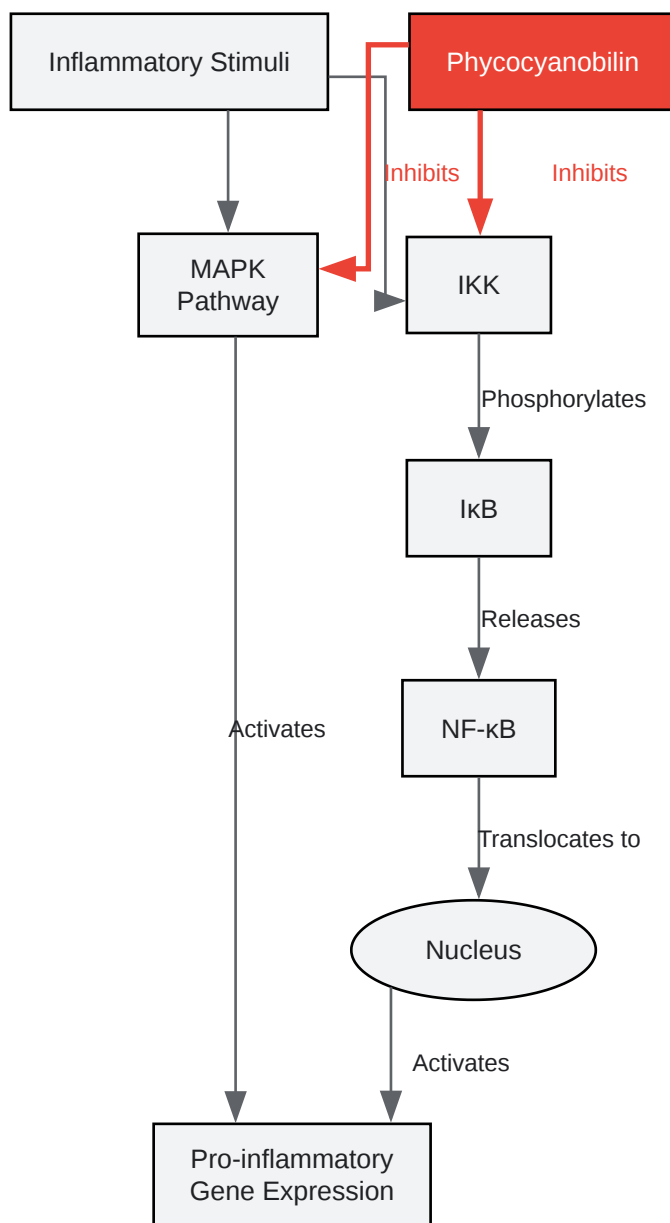 Inflammatory Stimuli
Phycocyanobilin
Inhibits
Inhibits
MAPK
Pathway
IKK
Phosphorylates
IκB
Releases
NF-κB
Activates
Translocates to
Nucleus
Activates
Pro-inflammatory
Gene Expression